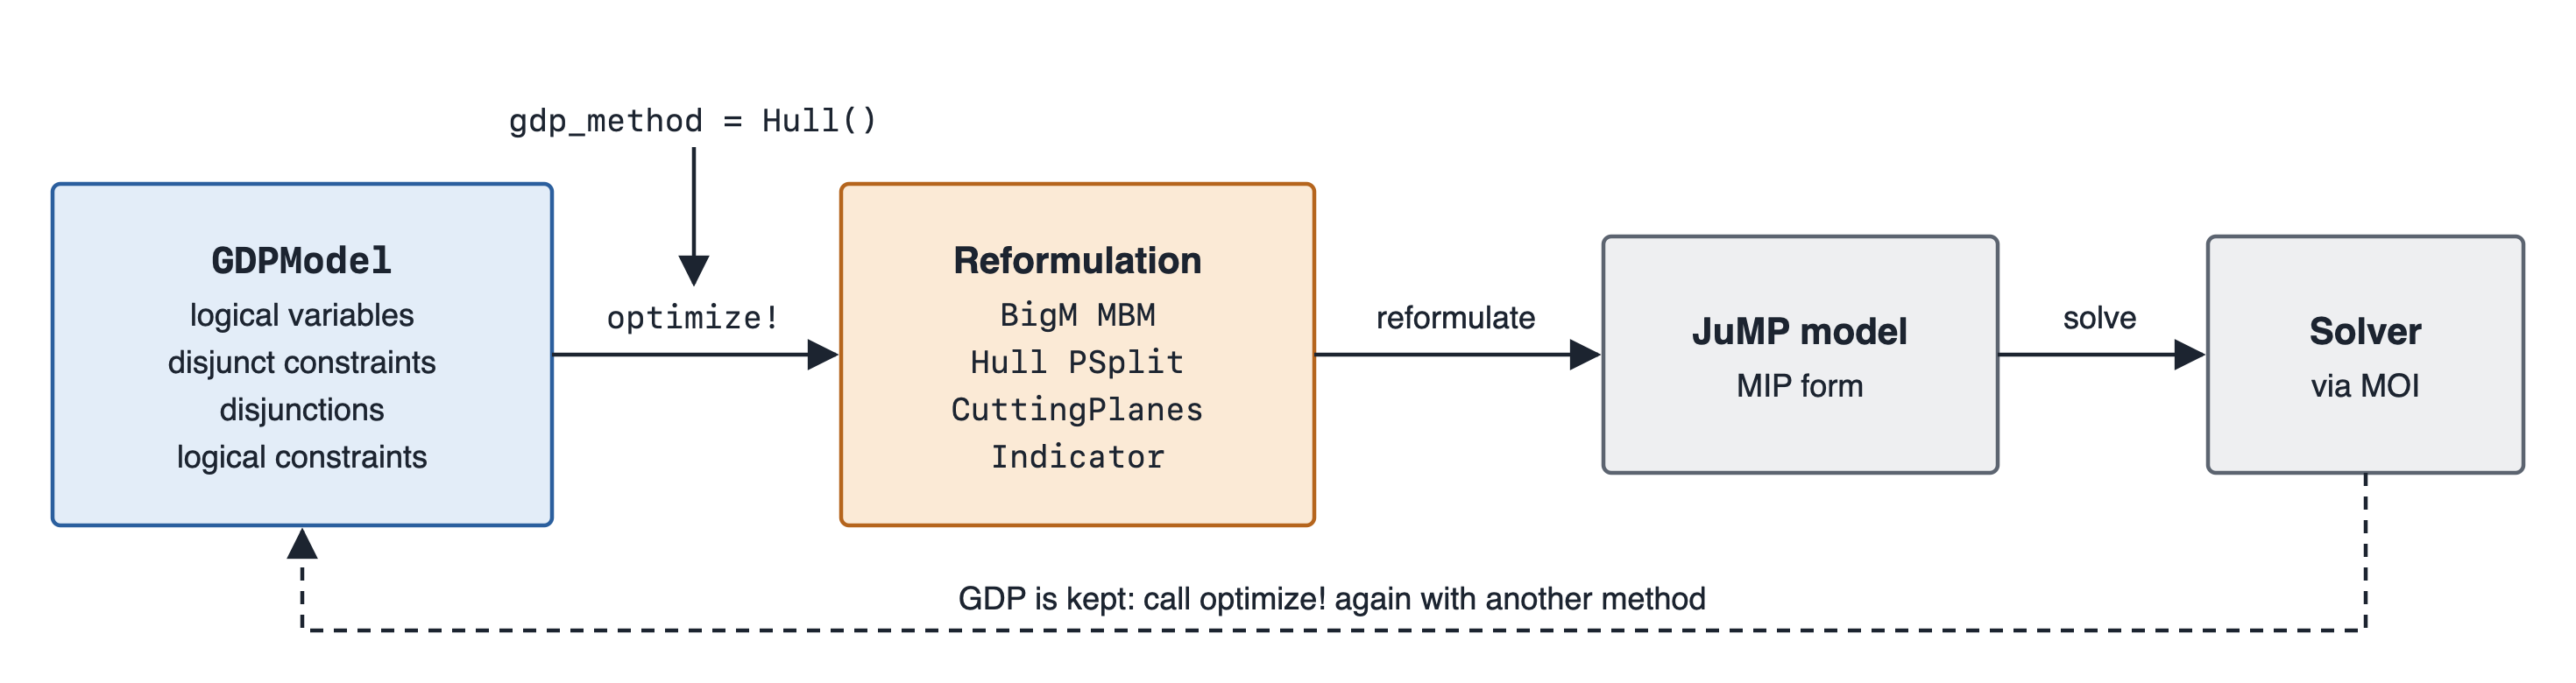 gdp_method = Hull()
GDPModel
logical variables
disjunct constraints
disjunctions
logical constraints
optimize!
Reformulation
BigM MBM
Hull PSplit
CuttingPlanes
Indicator
reformulate
JuMP model
MIP form
solve
Solver
via MOI
GDP is kept: call optimize! again with another method